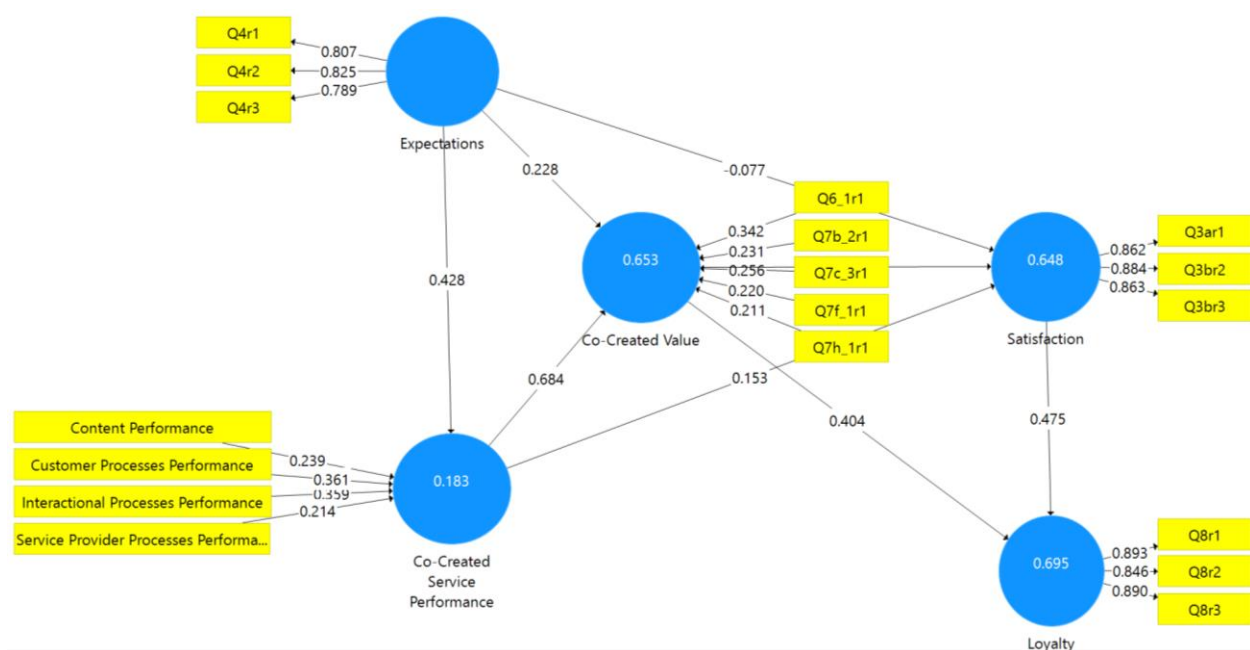 Q4r1
Q4r2
Q4r3
0.807
0.825
0.789
Expectations
0.228
-0.077
0.428
Q6_1r1
Q7b_2r1
Q7c_3r1
Q7f_1r1
Q7h_1r1
0.342
0.231
0.256
0.220
0.211
0.653
Co-Created Value
0.648
Satisfaction
0.862
0.884
0.863
Q3ar1
Q3br2
Q3br3
0.684
0.153
0.404
0.475
Content Performance
Customer Processes Performance
Interactional Processes Performance
Service Provider Processes Performa...
0.239
0.361
0.359
0.214
0.183
Co-Created
Service
Performance
0.695
Loyalty
0.893
0.846
0.890
Q8r1
Q8r2
Q8r3